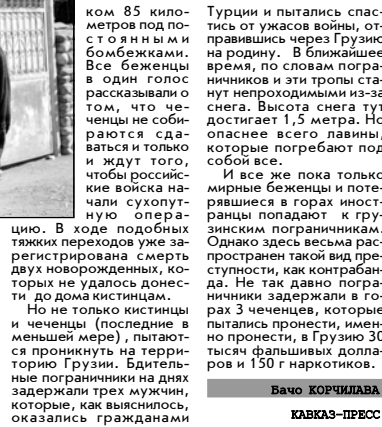 ком 85 кило-
метров под по-
стоянными
бомбежками.
Все беженцы
в один голос
рассказывали о
том, что че-
ченцы не соби-
раются сда-
ваться и только
и ждут того,
чтобы российс-
кие войска на-
чали сухопут-
ную опера-
цию. В ходе подобных
тяжких переходов уже за-
регистрирована смерть
двух новорожденных, ко-
торых не удалось донес-
ти до дома кистинцам.
Но не только кистинцы
и чеченцы (последние в
меньшей мере) , пытают-
ся проникнуть на терри-
торию Грузии. Бдитель-
ные пограничники на днях
задержали трех мужчин,
которые, как выяснилось,
оказались гражданами
Турции и пытались спас-
тись от ужасов войны, от-
правившись через Грузию
на родину. В ближайшее
время, по словам погра-
ничников и эти тропы ста-
нут непроходимыми из-за
снега. Высота снега тут
достигает 1,5 метра. Но
опаснее всего лавины,
которые погребают под
собой все.
И все же пока только
мирные беженцы и поте-
рявшиеся в горах иност-
ранцы попадают к гру-
зинским пограничникам.
Однако здесь весьма рас-
пространен такой вид пре-
ступности, как контрабан-
да. Не так давно погра-
ничники задержали в го-
рах 3 чеченцев, которые
пытались пронести, имен-
но пронести, в Грузию 30
тысяч фальшивых долла-
ров и 150 г наркотиков.
Бачо КОРЧИЛАВА
КАВКАЗ-ПРЕСС